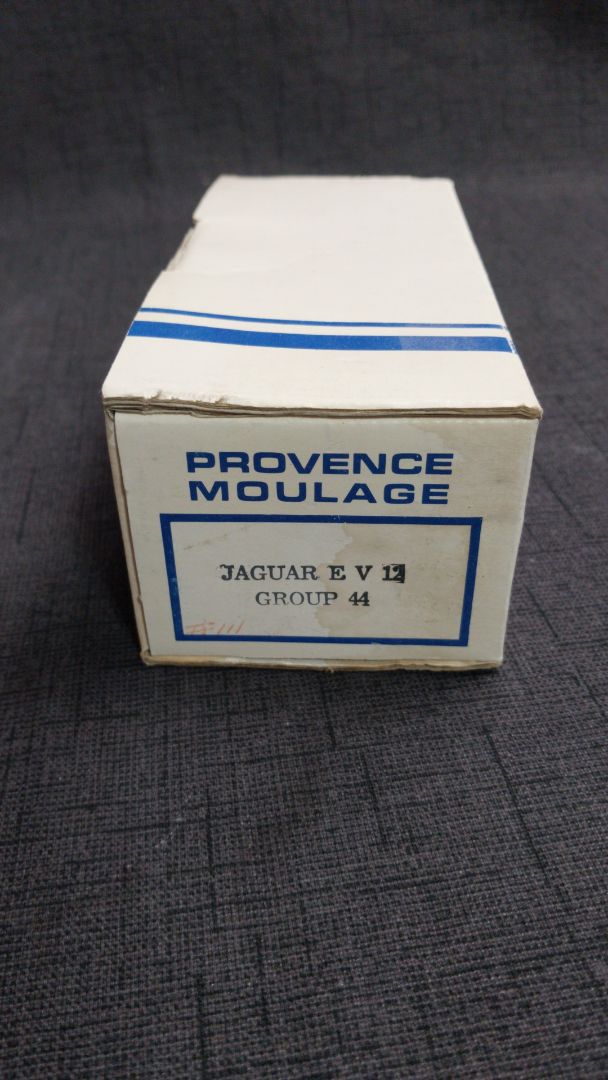 PROVENCE
MOULAGE
JAGUAR E V 12
GROUP 44